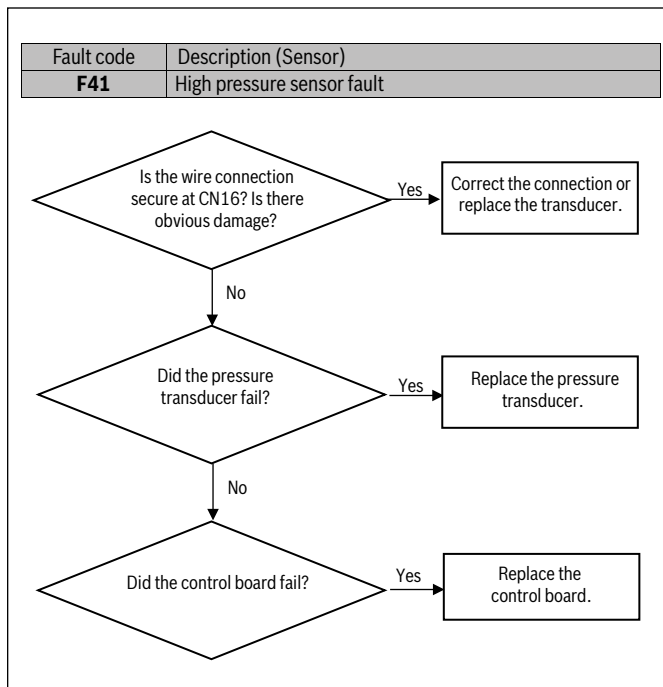 Fault code Description (Sensor)
F41 High pressure sensor fault
Is the wire connection
secure at CN16? Is there
obvious damage?
Yes
Correct the connection or
replace the transducer.
No
Did the pressure
transducer fail?
Yes
Replace the pressure
transducer.
No
Did the control board fail?
Yes
Replace the
control board.